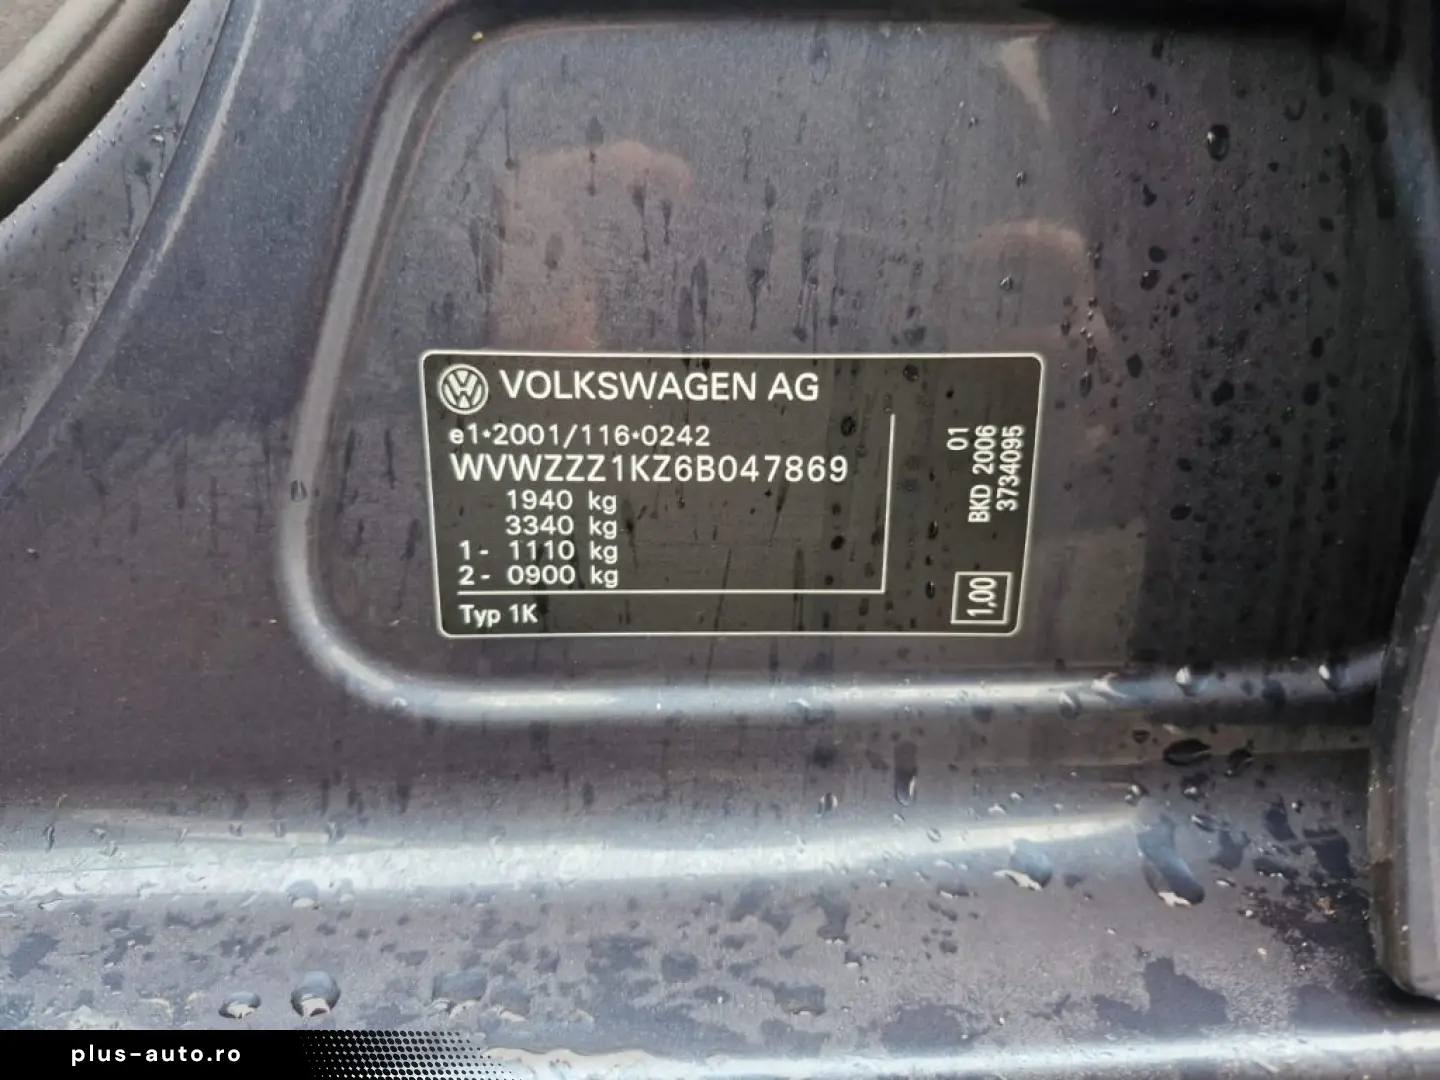 VOLKSWAGEN AG
e1*2001/116*0242
WVWZZZ1KZ6B047869
1940 kg
3340 kg
1- 1110 kg
2- 0900 kg
Typ 1K
01
BKD 2006
3734095
1,00
plus-auto.ro